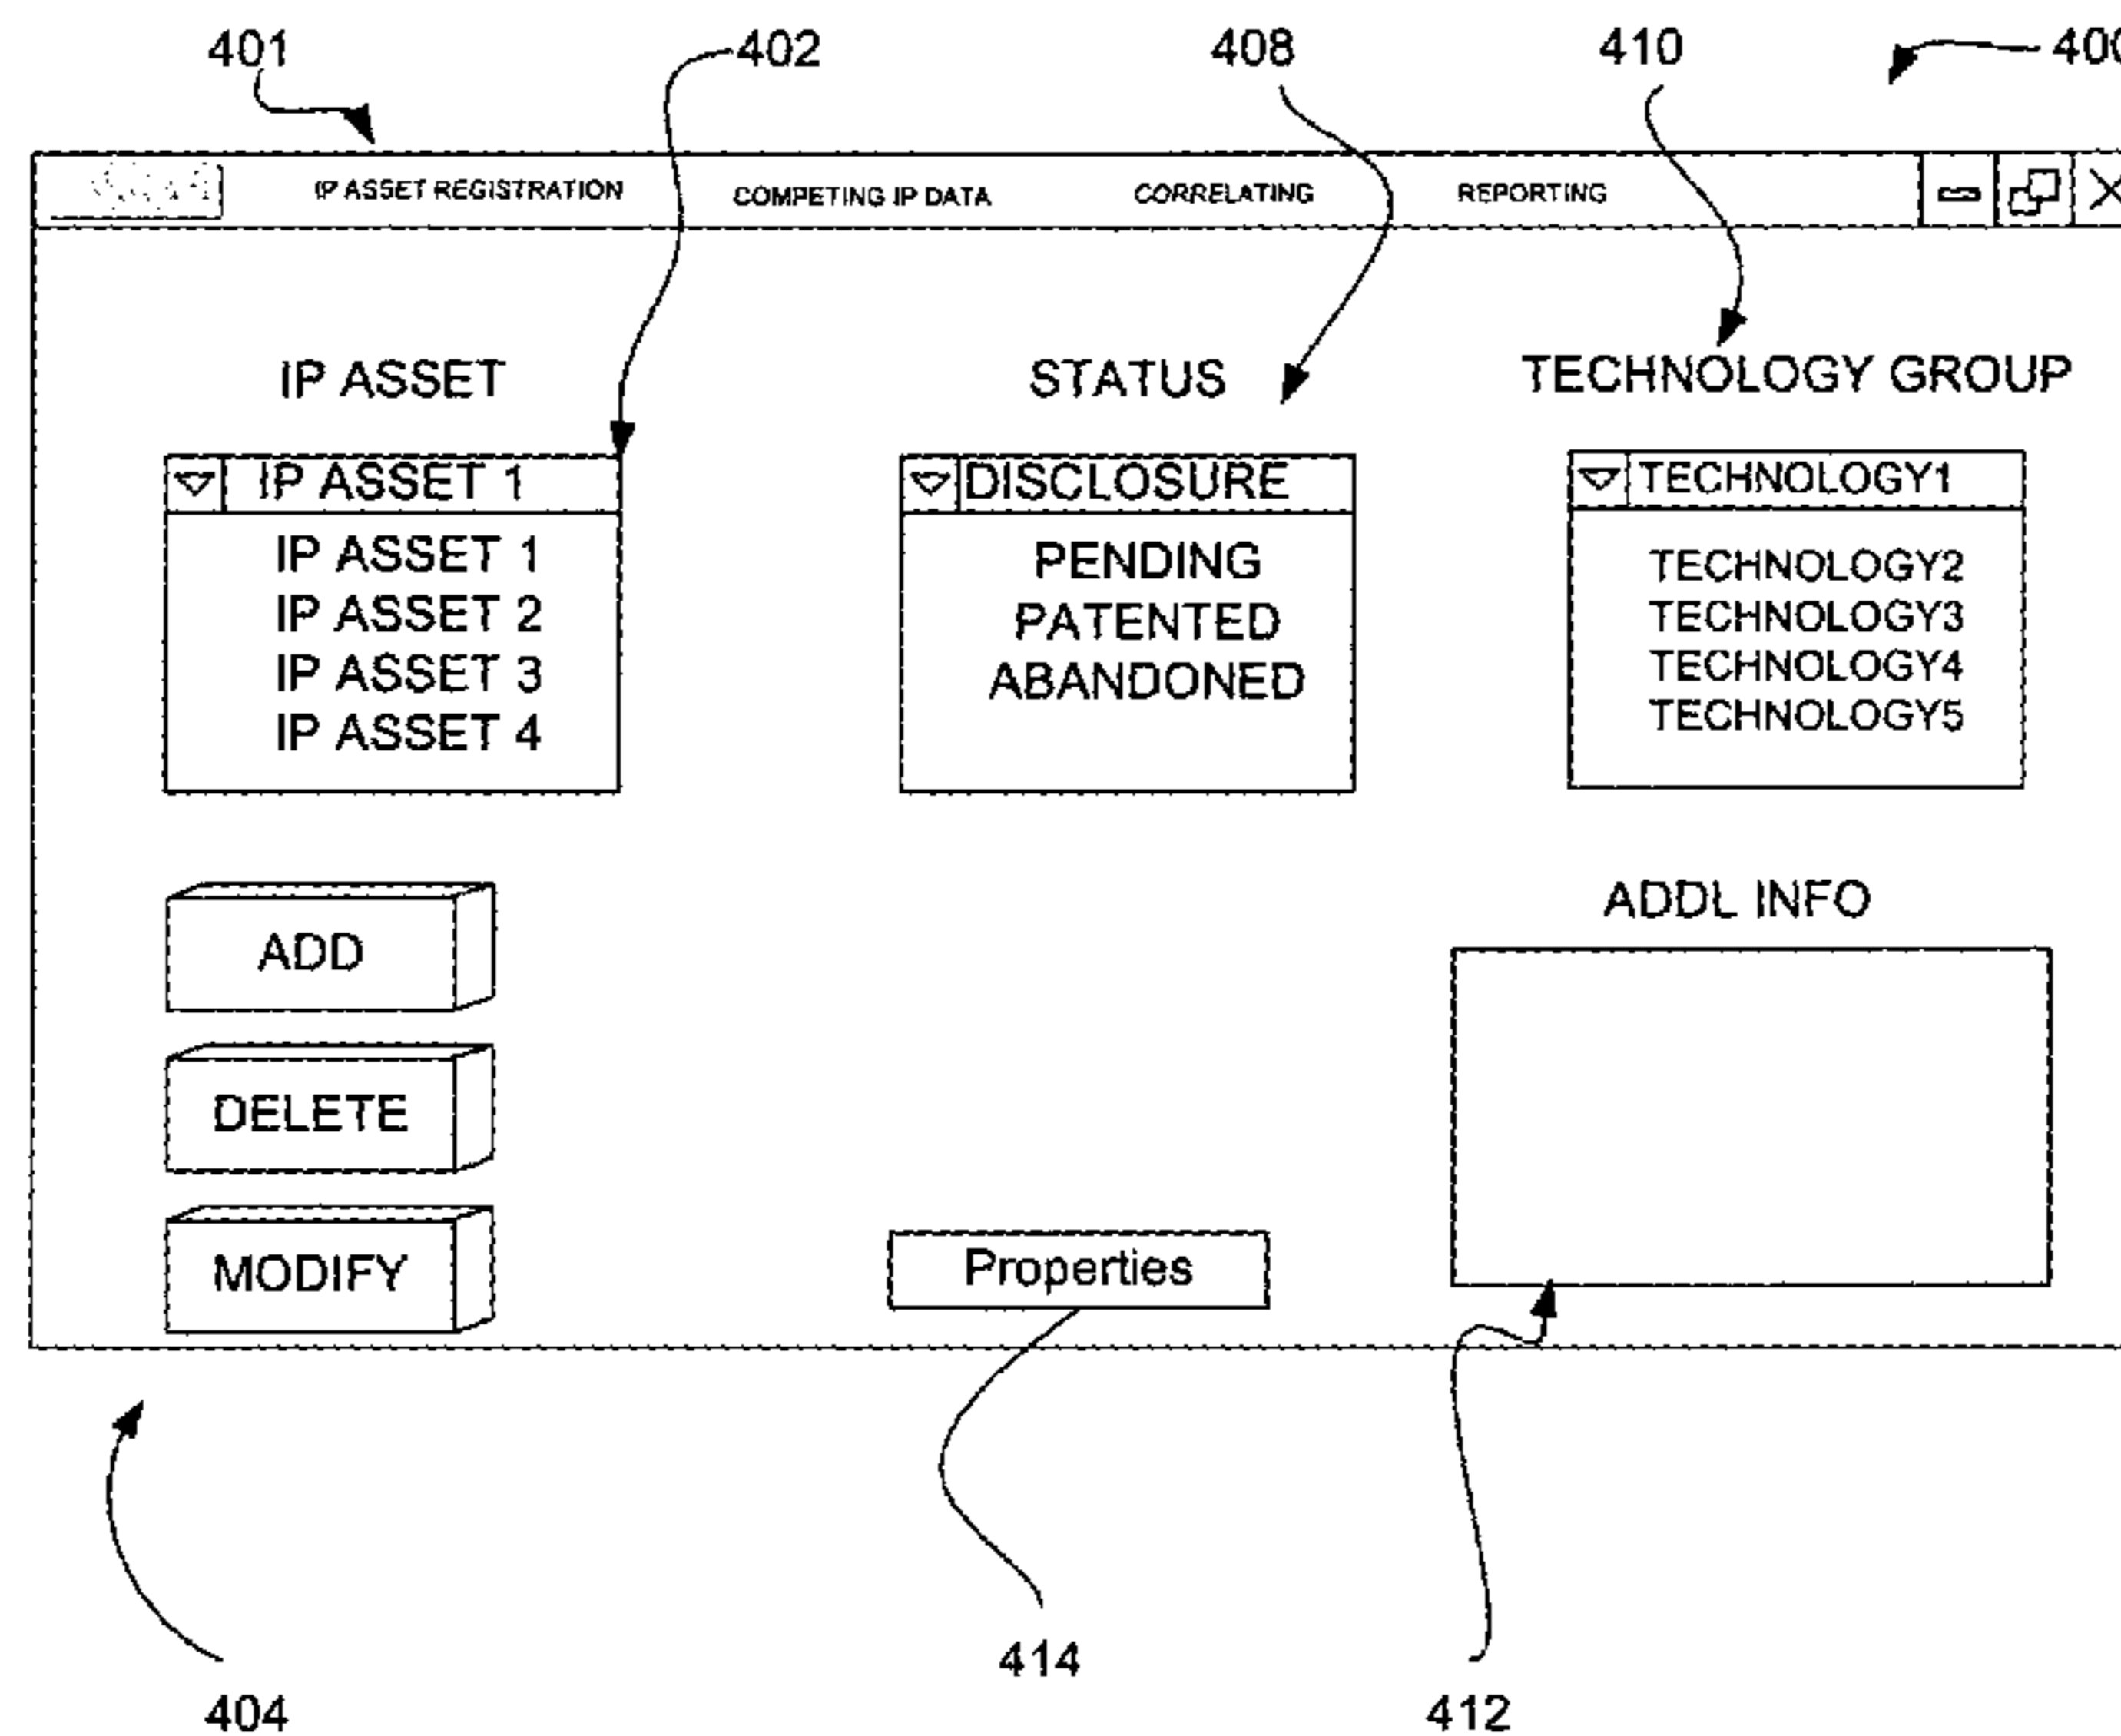 401 402 408 410 400
IP ASSET REGISTRATION COMPETING IP DATA CORRELATING REPORTING
IP ASSET STATUS TECHNOLOGY GROUP
IP ASSET 1 DISCLOSURE TECHNOLOGY1
IP ASSET 1 PENDING TECHNOLOGY2
IP ASSET 2 PATENTED TECHNOLOGY3
IP ASSET 3 ABANDONED TECHNOLOGY4
IP ASSET 4 TECHNOLOGY5
ADD ADDL INFO
DELETE
MODIFY Properties
414
404 412